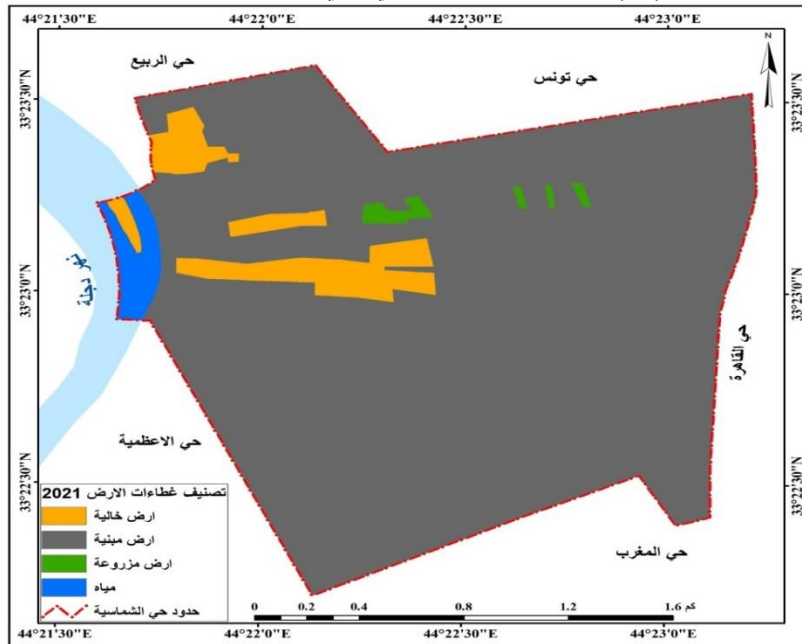 44°21'30"E 44°22'0"E 44°22'30"E 44°23'0"E
حي الربيع
حي تونس
N
33°23'30"N 33°23'30"N
نهر دجلة
33°23'0"N 33°23'0"N
حي القاهرة
حي الاعظمية
33°22'30"N 33°22'30"N
حي المغرب
تصنيف غطاءات الارض 2021
ارض خالية
ارض مبنية
ارض مزروعة
مياه
حدود حي الشماسية
0 0.2 0.4 0.8 1.2 1.6 كم
44°21'30"E 44°22'0"E 44°22'30"E 44°23'0"E